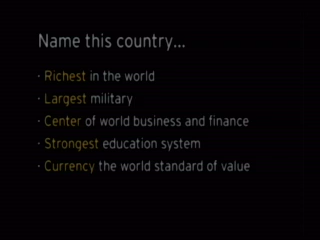 Name this country...
· Richest in the world
· Largest military
· Center of world business and finance
· Strongest education system
· Currency the world standard of value